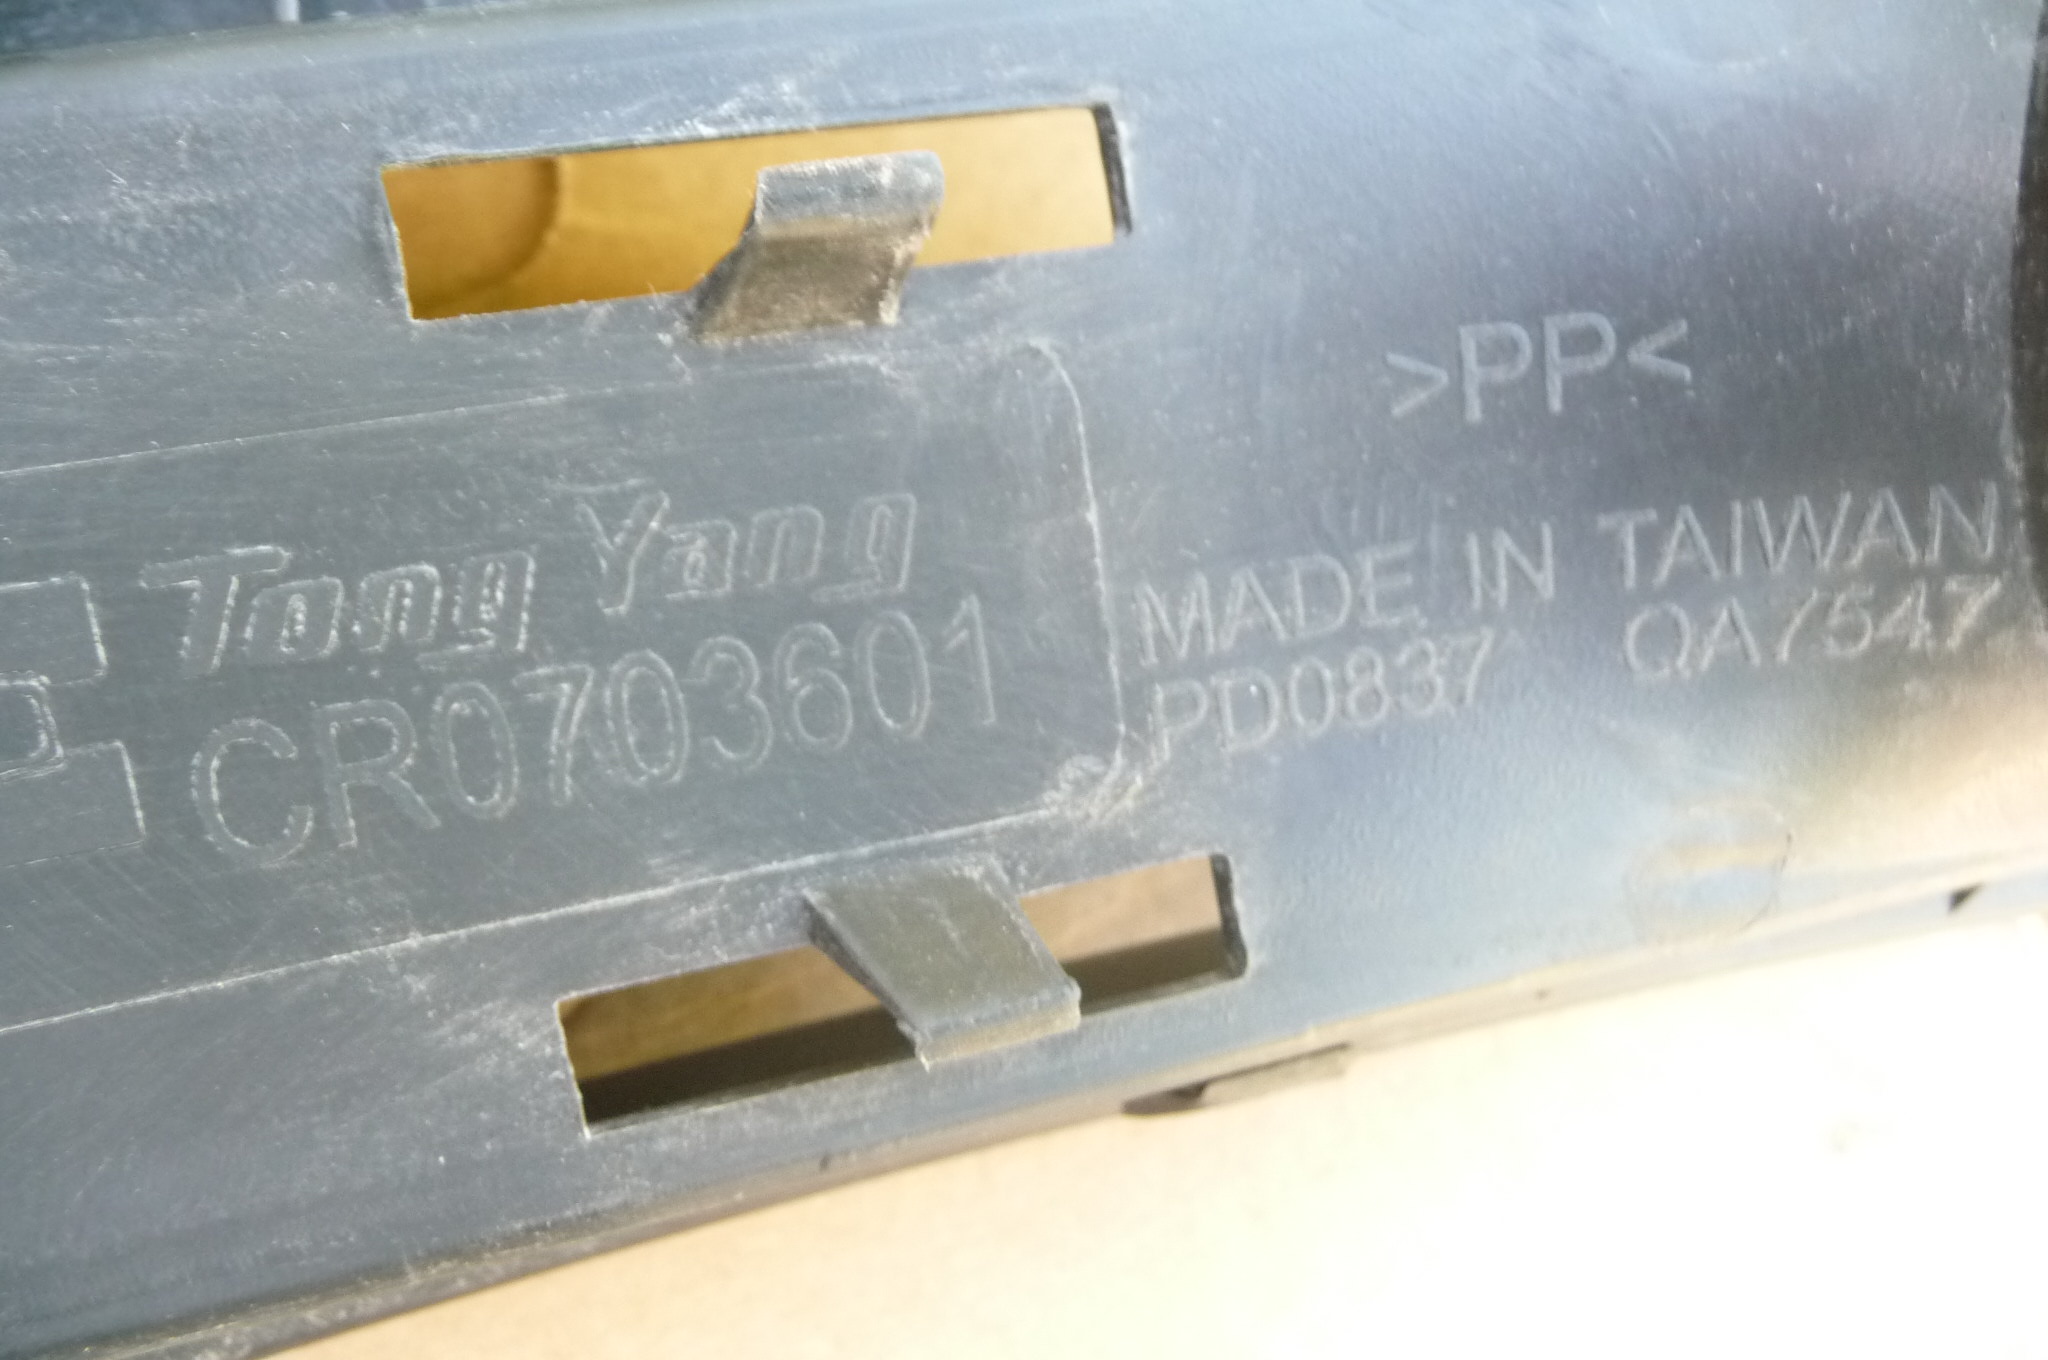 >PP<
Tong Yang
CR0703601
MADE IN TAIWAN
PD0837 QA7547